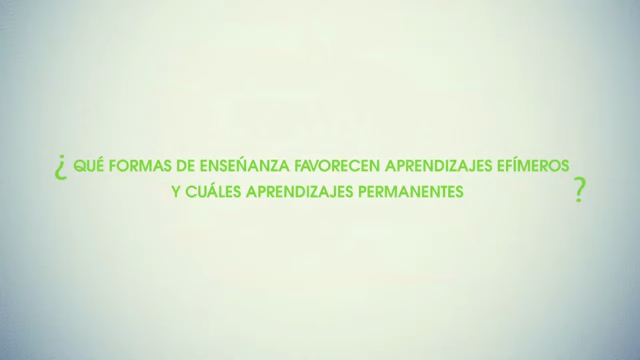 ¿ QUÉ FORMAS DE ENSEÑANZA FAVORECEN APRENDIZAJES EFÍMEROS
Y CUÁLES APRENDIZAJES PERMANENTES ?